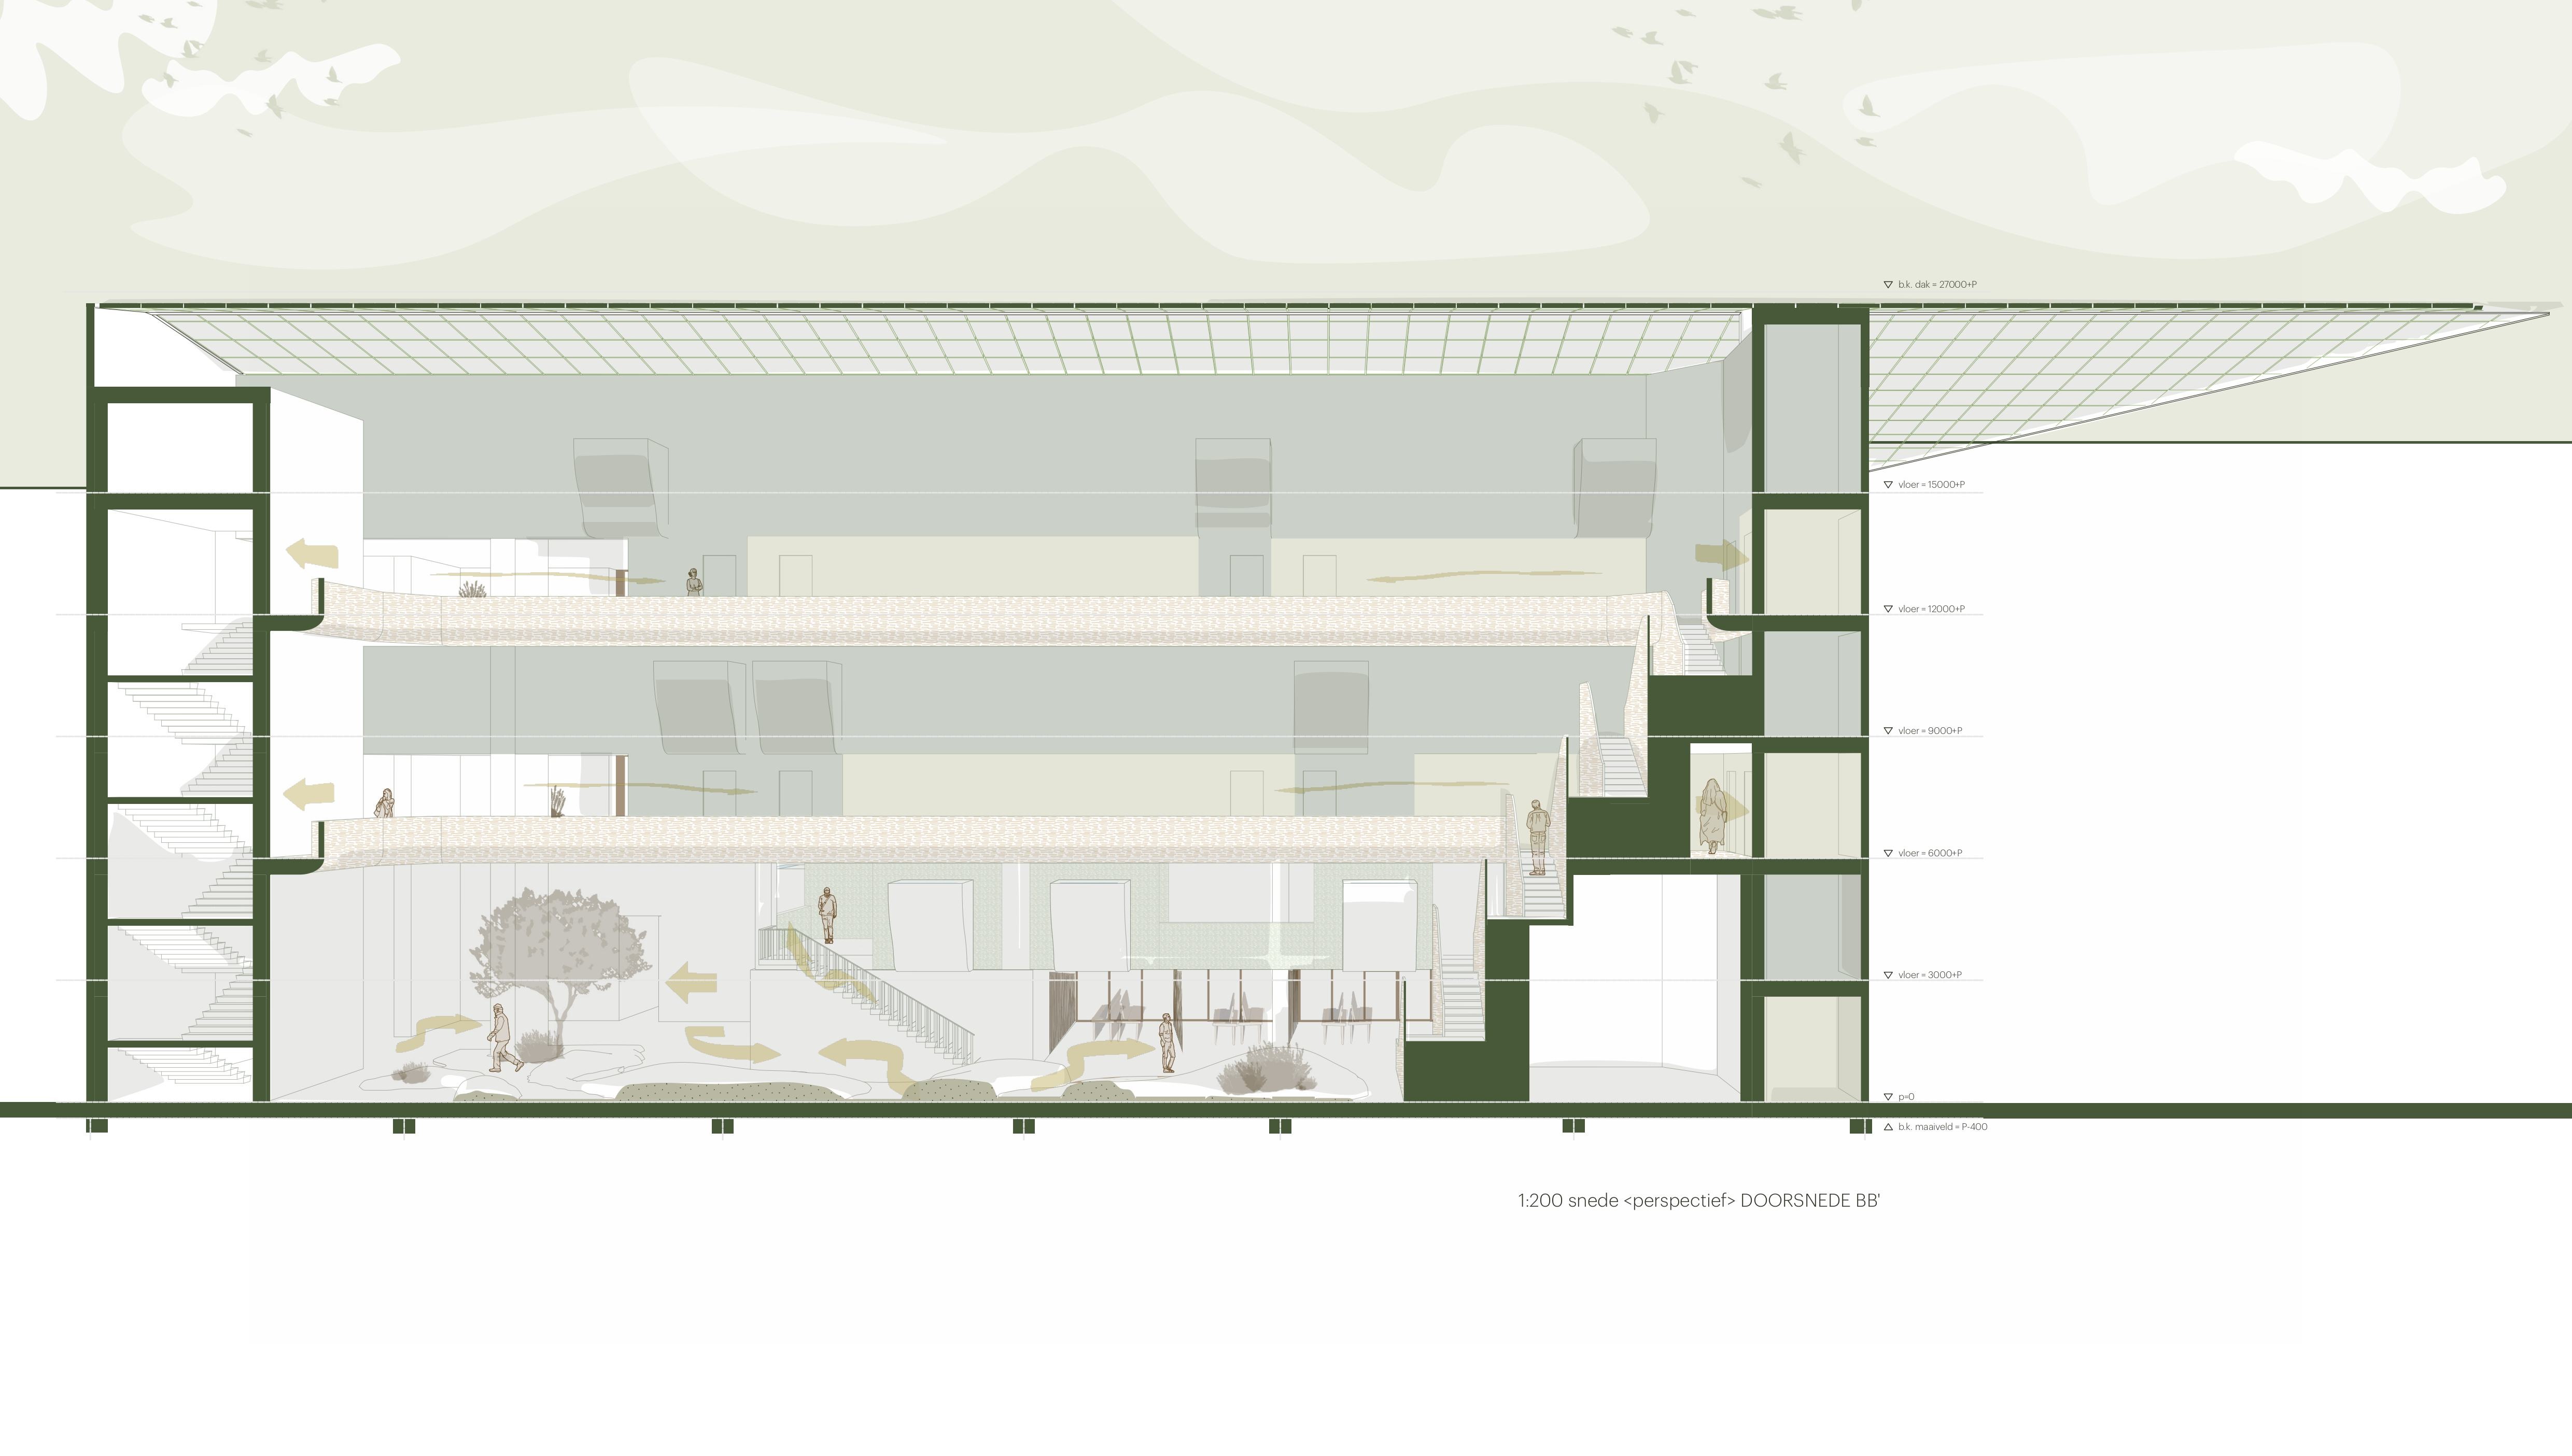 b.k. dak = 27000+P
vloer = 15000+P
vloer = 12000+P
vloer = 9000+P
vloer = 6000+P
vloer = 3000+P
p=0
b.k. maaiveld = P-400
1:200 snede <perspectief> DOORSNEDE BB'